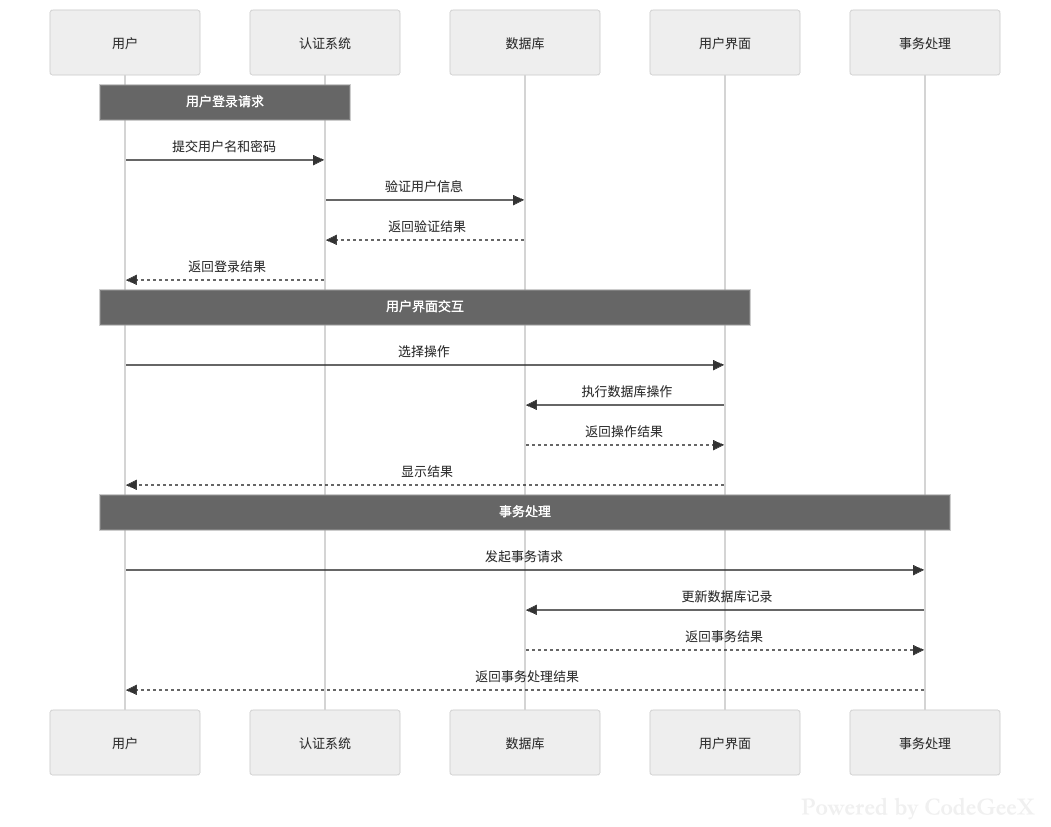 用户
认证系统
数据库
用户界面
事务处理
用户登录请求
提交用户名和密码
验证用户信息
返回验证结果
返回登录结果
用户界面交互
选择操作
执行数据库操作
返回操作结果
显示结果
事务处理
发起事务请求
更新数据库记录
返回事务结果
返回事务处理结果
用户
认证系统
数据库
用户界面
事务处理
Powered by CodeGeeX